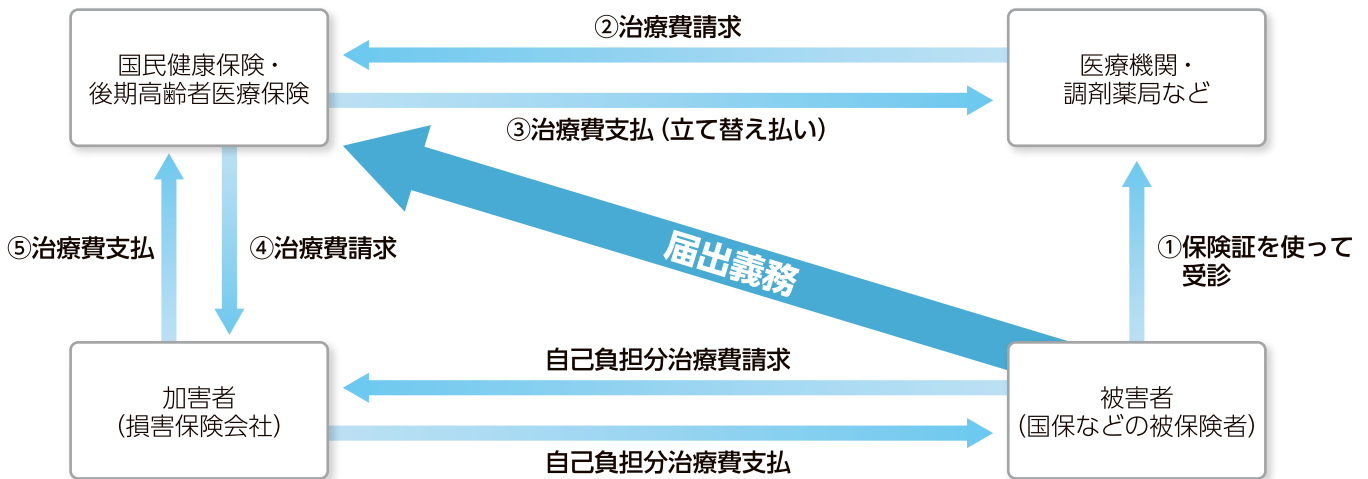 ②治療費請求
国民健康保険・
後期高齢者医療保険
医療機関・
調剤薬局など
③治療費支払（立て替え払い）
⑤治療費支払
④治療費請求
届出義務
①保険証を使って
受診
自己負担分治療費請求
加害者
（損害保険会社）
被害者
（国保などの被保険者）
自己負担分治療費支払